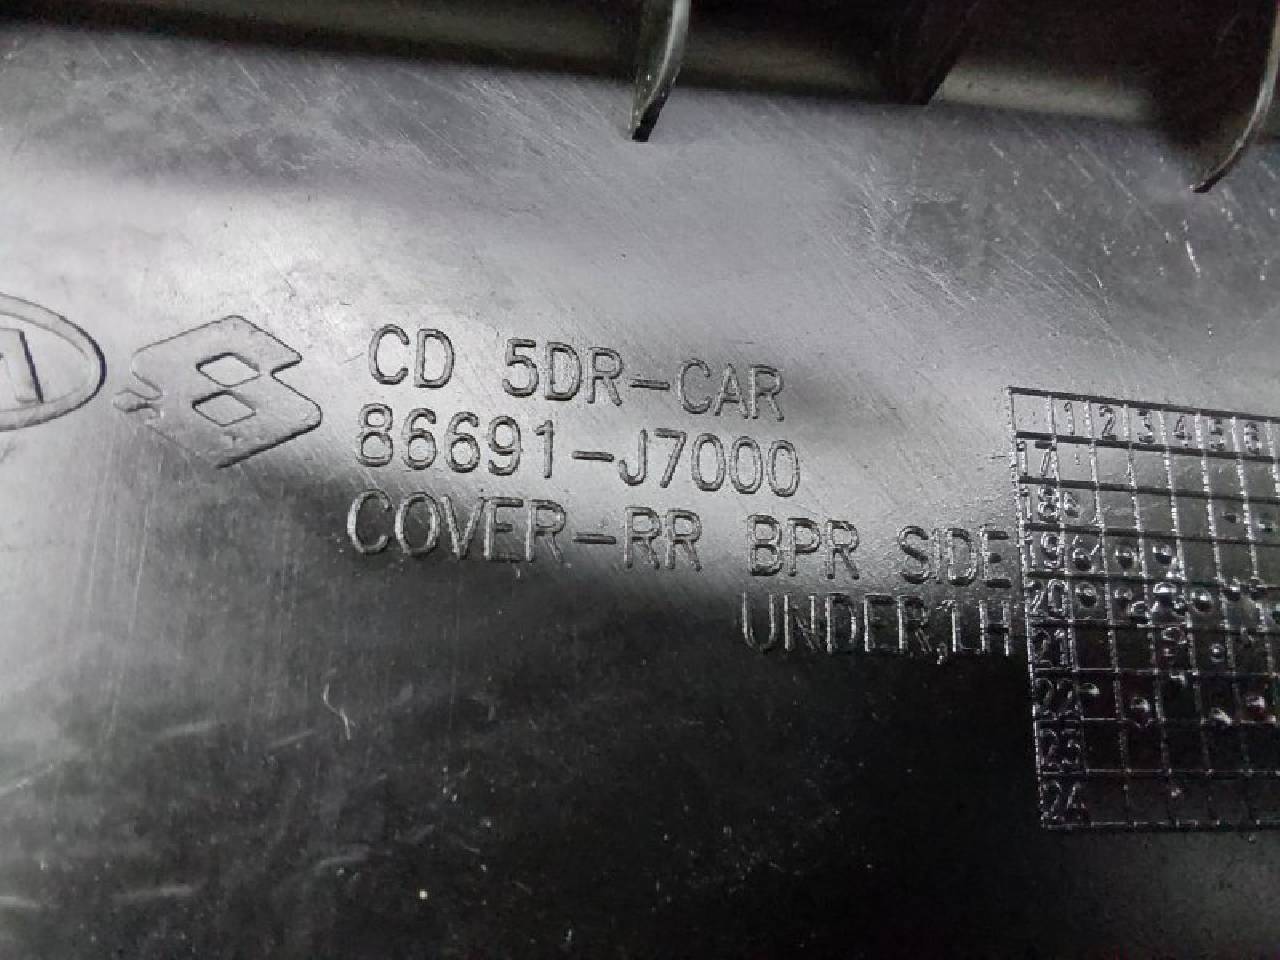 CD 5DR-CAR
86691-J7000
COVER-RR BPR SIDE
UNDER,LH
1 2 3 4 5 6
17
18
19
20
21
22
23
24